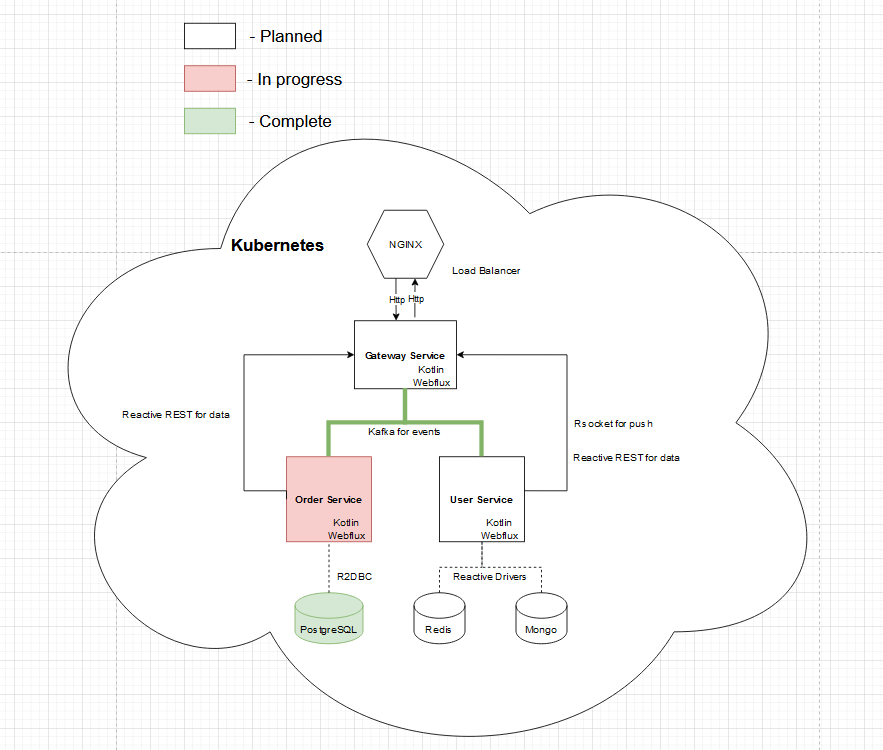 - Planned
- In progress
- Complete
Kubernetes
NGINX
Load Balancer
Http
Http
Gateway Service
Kotlin
Webflux
Reactive REST for data
Kafka for events
Rsocket for push
Reactive REST for data
Order Service
Kotlin
Webflux
User Service
Kotlin
Webflux
R2DBC
Reactive Drivers
PostgreSQL
Redis
Mongo